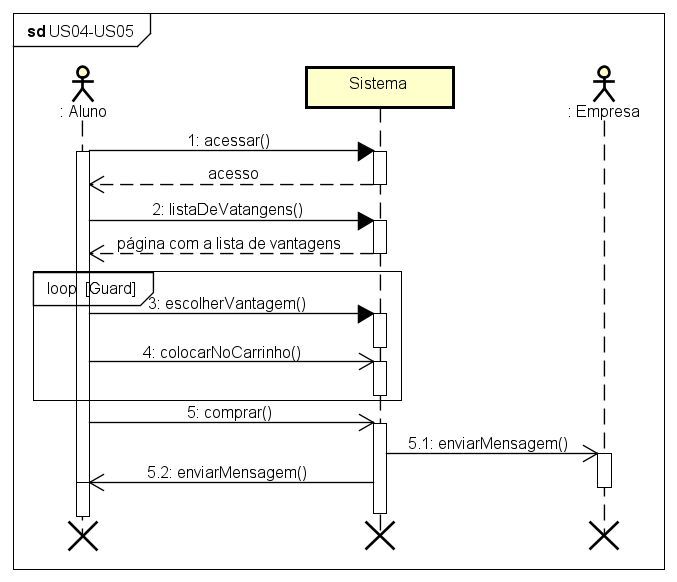 sd US04-US05
Sistema
: Aluno
: Empresa
1: acessar()
acesso
2: listaDeVatangens()
página com a lista de vantagens
loop [Guard]
3: escolherVantagem()
4: colocarNoCarrinho()
5: comprar()
5.1: enviarMensagem()
5.2: enviarMensagem()